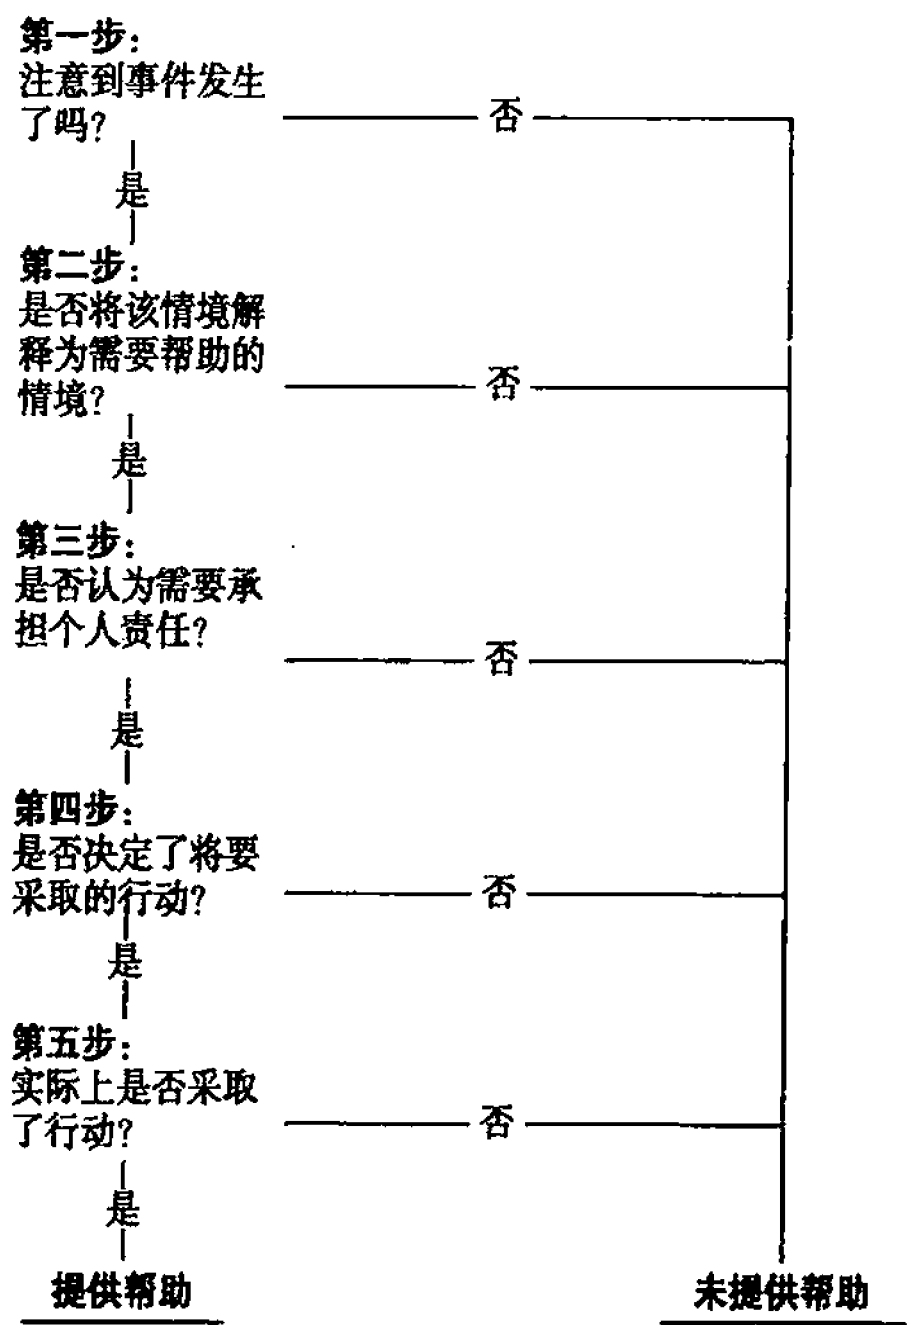 第一步：
注意到事件发生
了吗？
否
是
第二步：
是否将该情境解
释为需要帮助的
情境？
否
是
第三步：
是否认为需要承
担个人责任？
否
是
第四步：
是否决定了将要
采取的行动？
否
是
第五步：
实际上是否采取
了行动？
否
是
提供帮助
未提供帮助